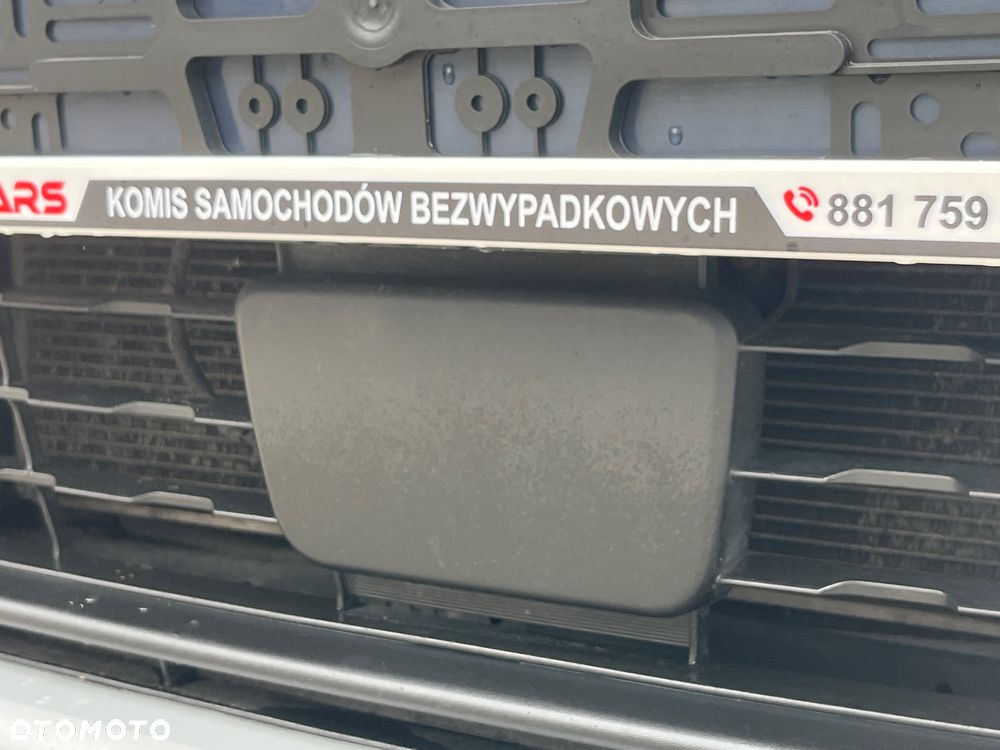 ARS KOMIS SAMOCHODÓW BEZWYPADKOWYCH 881 759
OTOMOTO